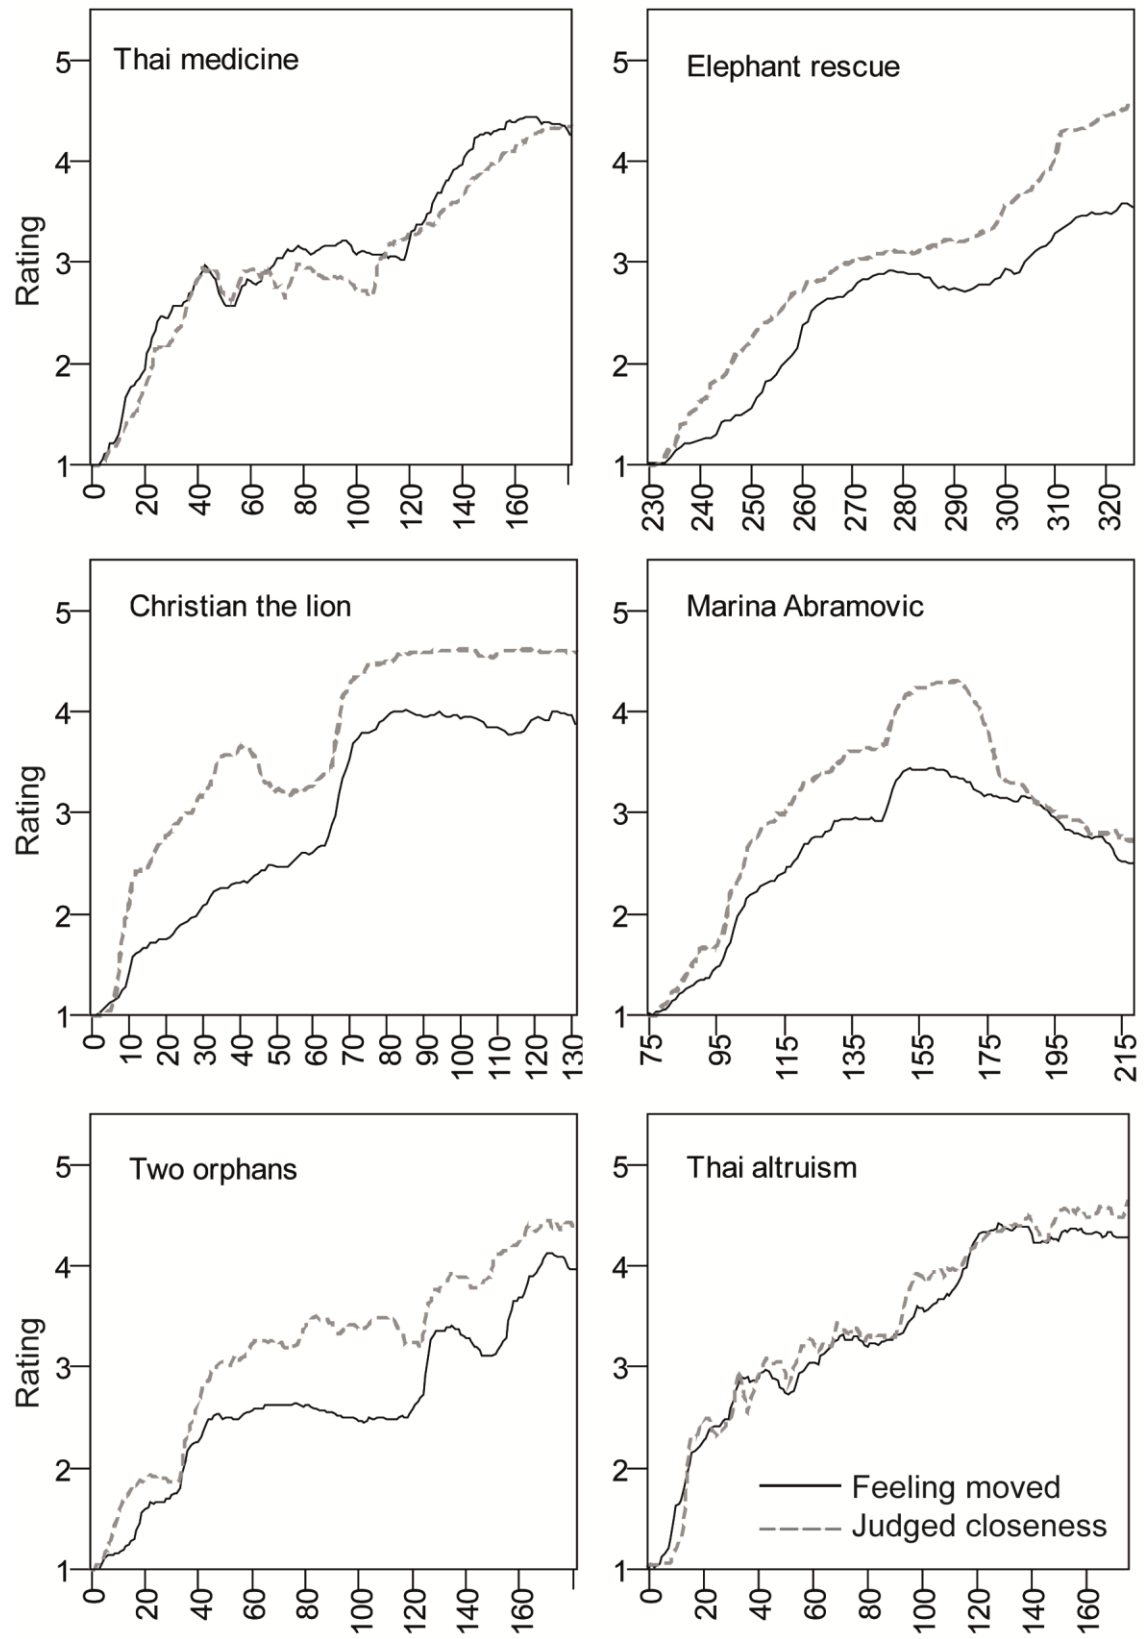 Thai medicine
5
4
3
2
1
Rating
0 20 40 60 80 100 120 140 160
Elephant rescue
5
4
3
2
1
230 240 250 260 270 280 290 300 310 320
Christian the lion
5
4
3
2
1
Rating
0 10 20 30 40 50 60 70 80 90 100 110 120 130
Marina Abramovic
5
4
3
2
1
75 95 115 135 155 175 195 215
Two orphans
5
4
3
2
1
Rating
0 20 40 60 80 100 120 140 160
Thai altruism
5
4
3
2
1
Feeling moved
Judged closeness
0 20 40 60 80 100 120 140 160